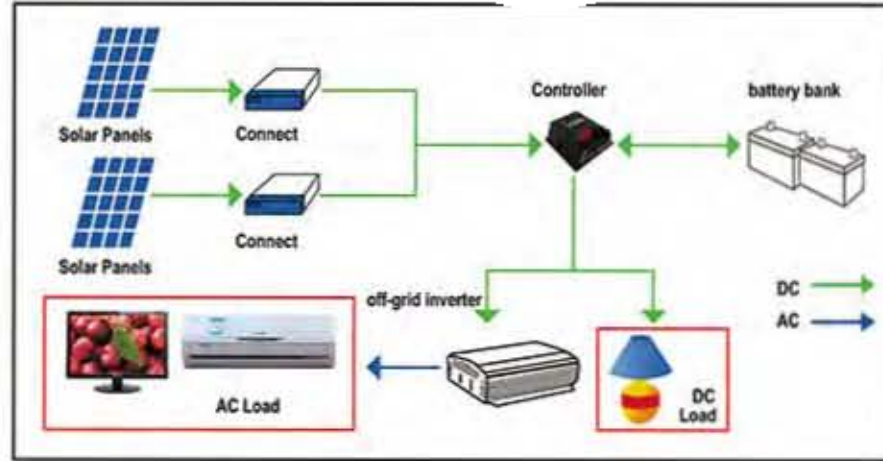 Solar Panels
Connect
Controller
battery bank
Solar Panels
Connect
off-grid inverter
DC
AC
AC Load
DC
Load